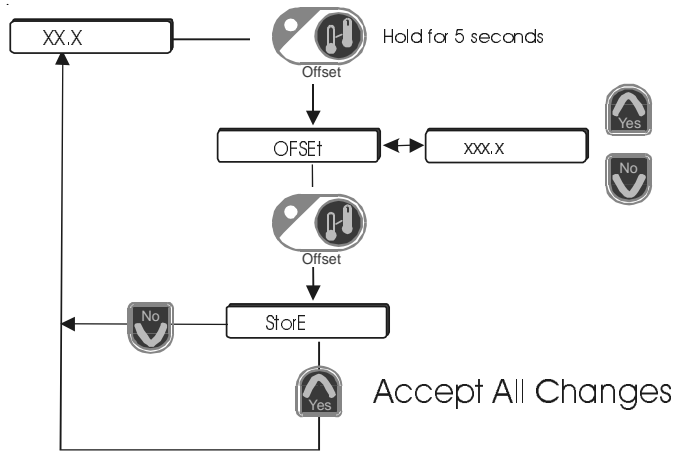 XX.X
Hold for 5 seconds
Offset
OFSEt
xxx.x
Yes
No
Offset
StorE
No
Yes
Accept All Changes